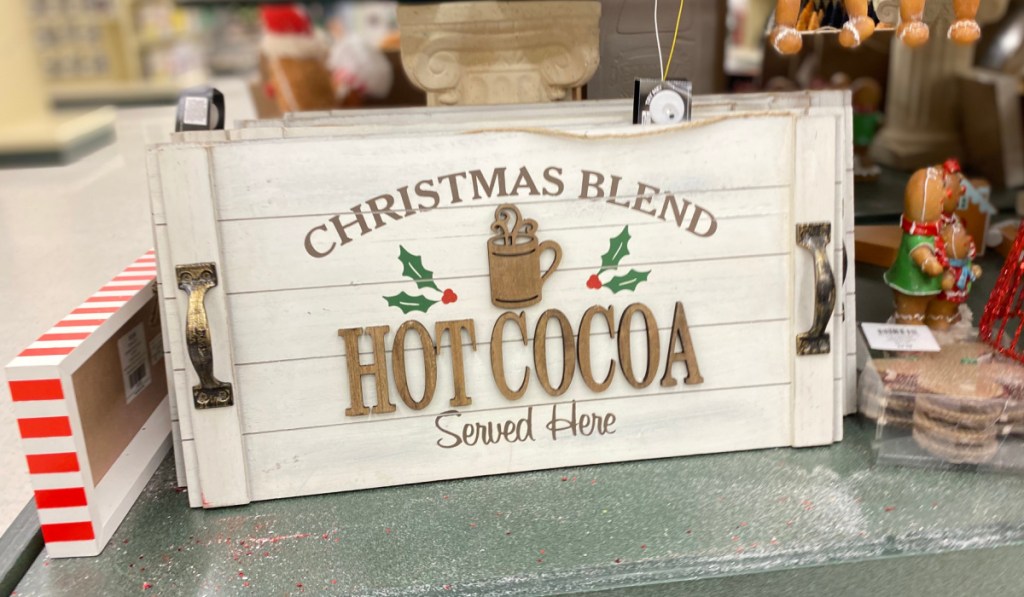 CHRISTMAS BLEND
HOT COCOA
Served Here